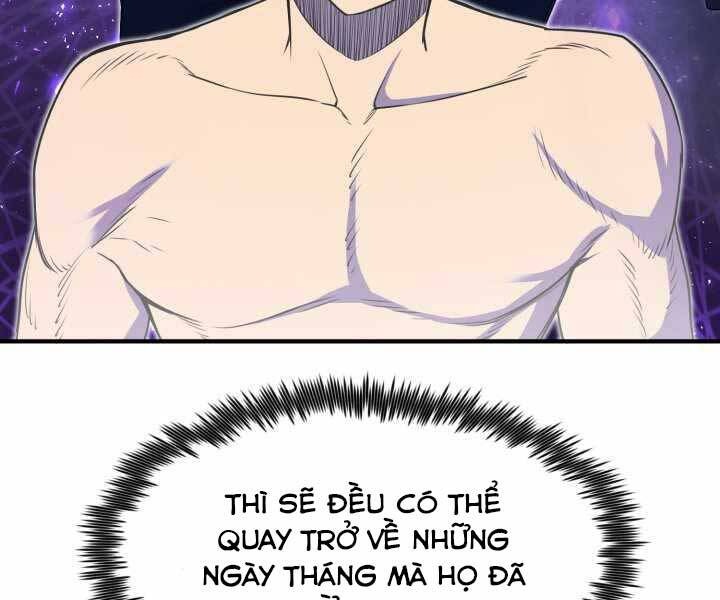 THÌ SẼ ĐỀU CÓ THỂ
QUAY TRỞ VỀ NHỮNG
NGÀY THÁNG MÀ HỌ ĐÃ